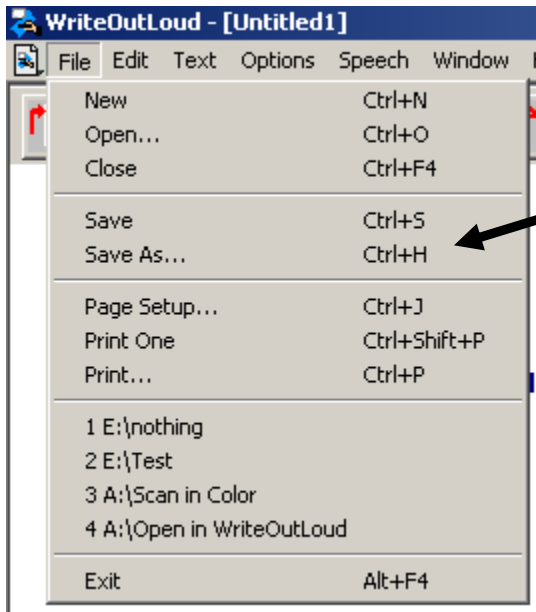 WriteOutLoud - [Untitled1]
File Edit Text Options Speech Window
New Ctrl+N
Open... Ctrl+O
Close Ctrl+F4
Save Ctrl+S
Save As... Ctrl+H
Page Setup... Ctrl+J
Print One Ctrl+Shift+P
Print... Ctrl+P
1 E:\nothing
2 E:\Test
3 A:\Scan in Color
4 A:\Open in WriteOutLoud
Exit Alt+F4